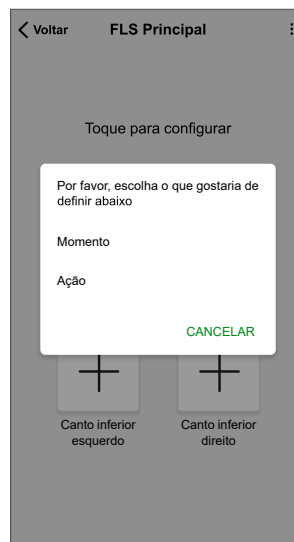 Voltar
FLS Principal
Toque para configurar
Por favor, escolha o que gostaria de
definir abaixo
Momento
Ação
CANCELAR
Canto inferior
esquerdo
Canto inferior
direito